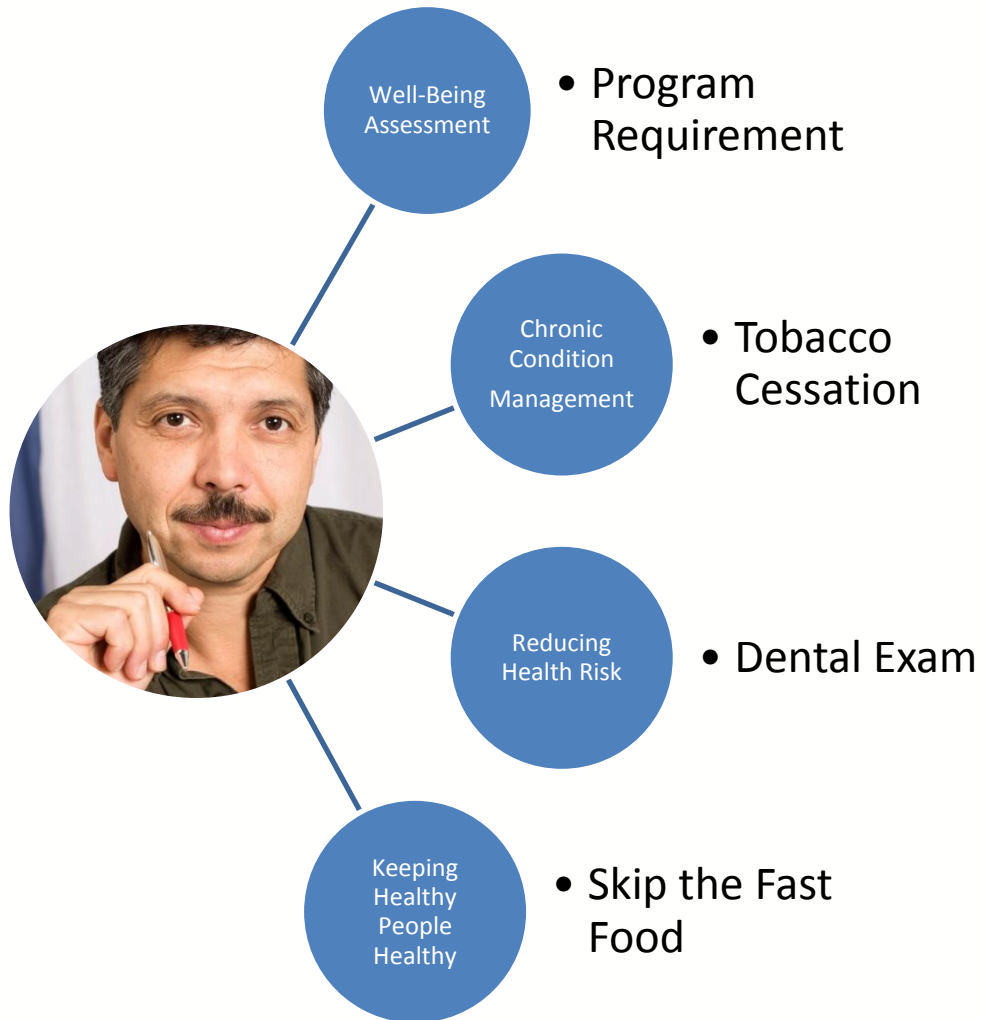 Well-Being
Assessment
• Program
Requirement
Chronic
Condition
Management
• Tobacco
Cessation
Reducing
Health Risk
• Dental Exam
Keeping
Healthy
People
Healthy
• Skip the Fast
Food